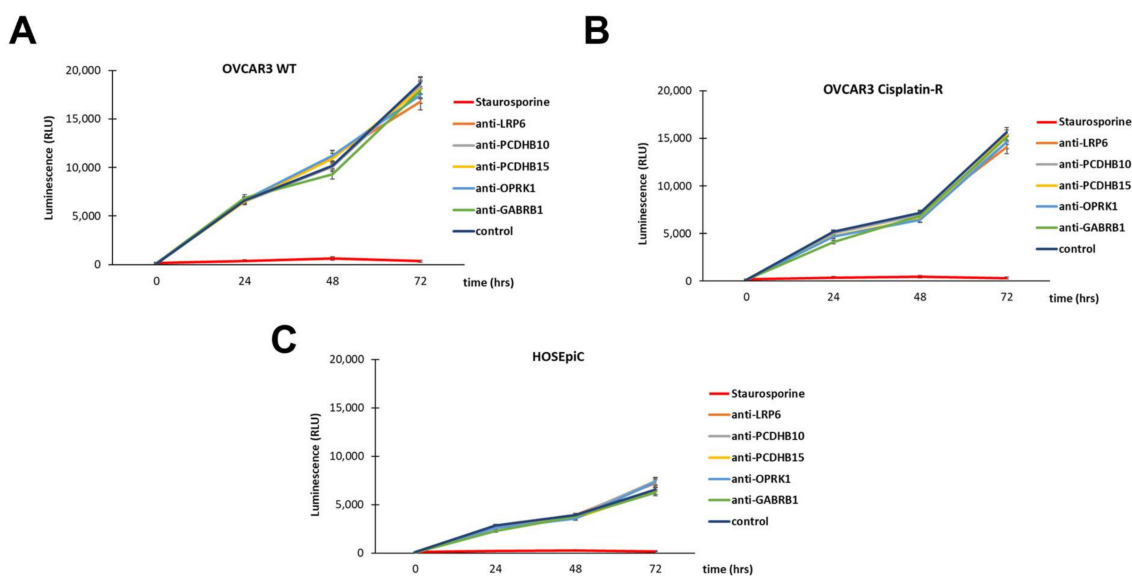 A
OVCAR3 WT
20,000
15,000
10,000
5,000
0
Luminescence (RLU)
0 24 48 72 time (hrs)
Staurosporine
anti-LRP6
anti-PCDHB10
anti-PCDHB15
anti-OPRK1
anti-GABRB1
control
B
OVCAR3 Cisplatin-R
20,000
15,000
10,000
5,000
0
Luminescence (RLU)
0 24 48 72 time (hrs)
Staurosporine
anti-LRP6
anti-PCDHB10
anti-PCDHB15
anti-OPRK1
anti-GABRB1
control
C
HOSEpiC
20,000
15,000
10,000
5,000
0
Luminescence (RLU)
0 24 48 72 time (hrs)
Staurosporine
anti-LRP6
anti-PCDHB10
anti-PCDHB15
anti-OPRK1
anti-GABRB1
control